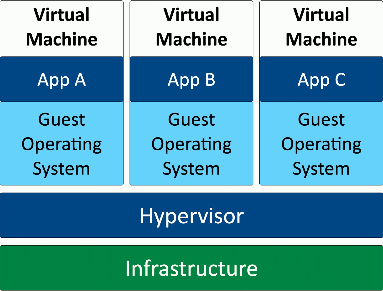 Virtual
Machine
Virtual
Machine
Virtual
Machine
App A
App B
App C
Guest
Operating
System
Guest
Operating
System
Guest
Operating
System
Hypervisor
Infrastructure